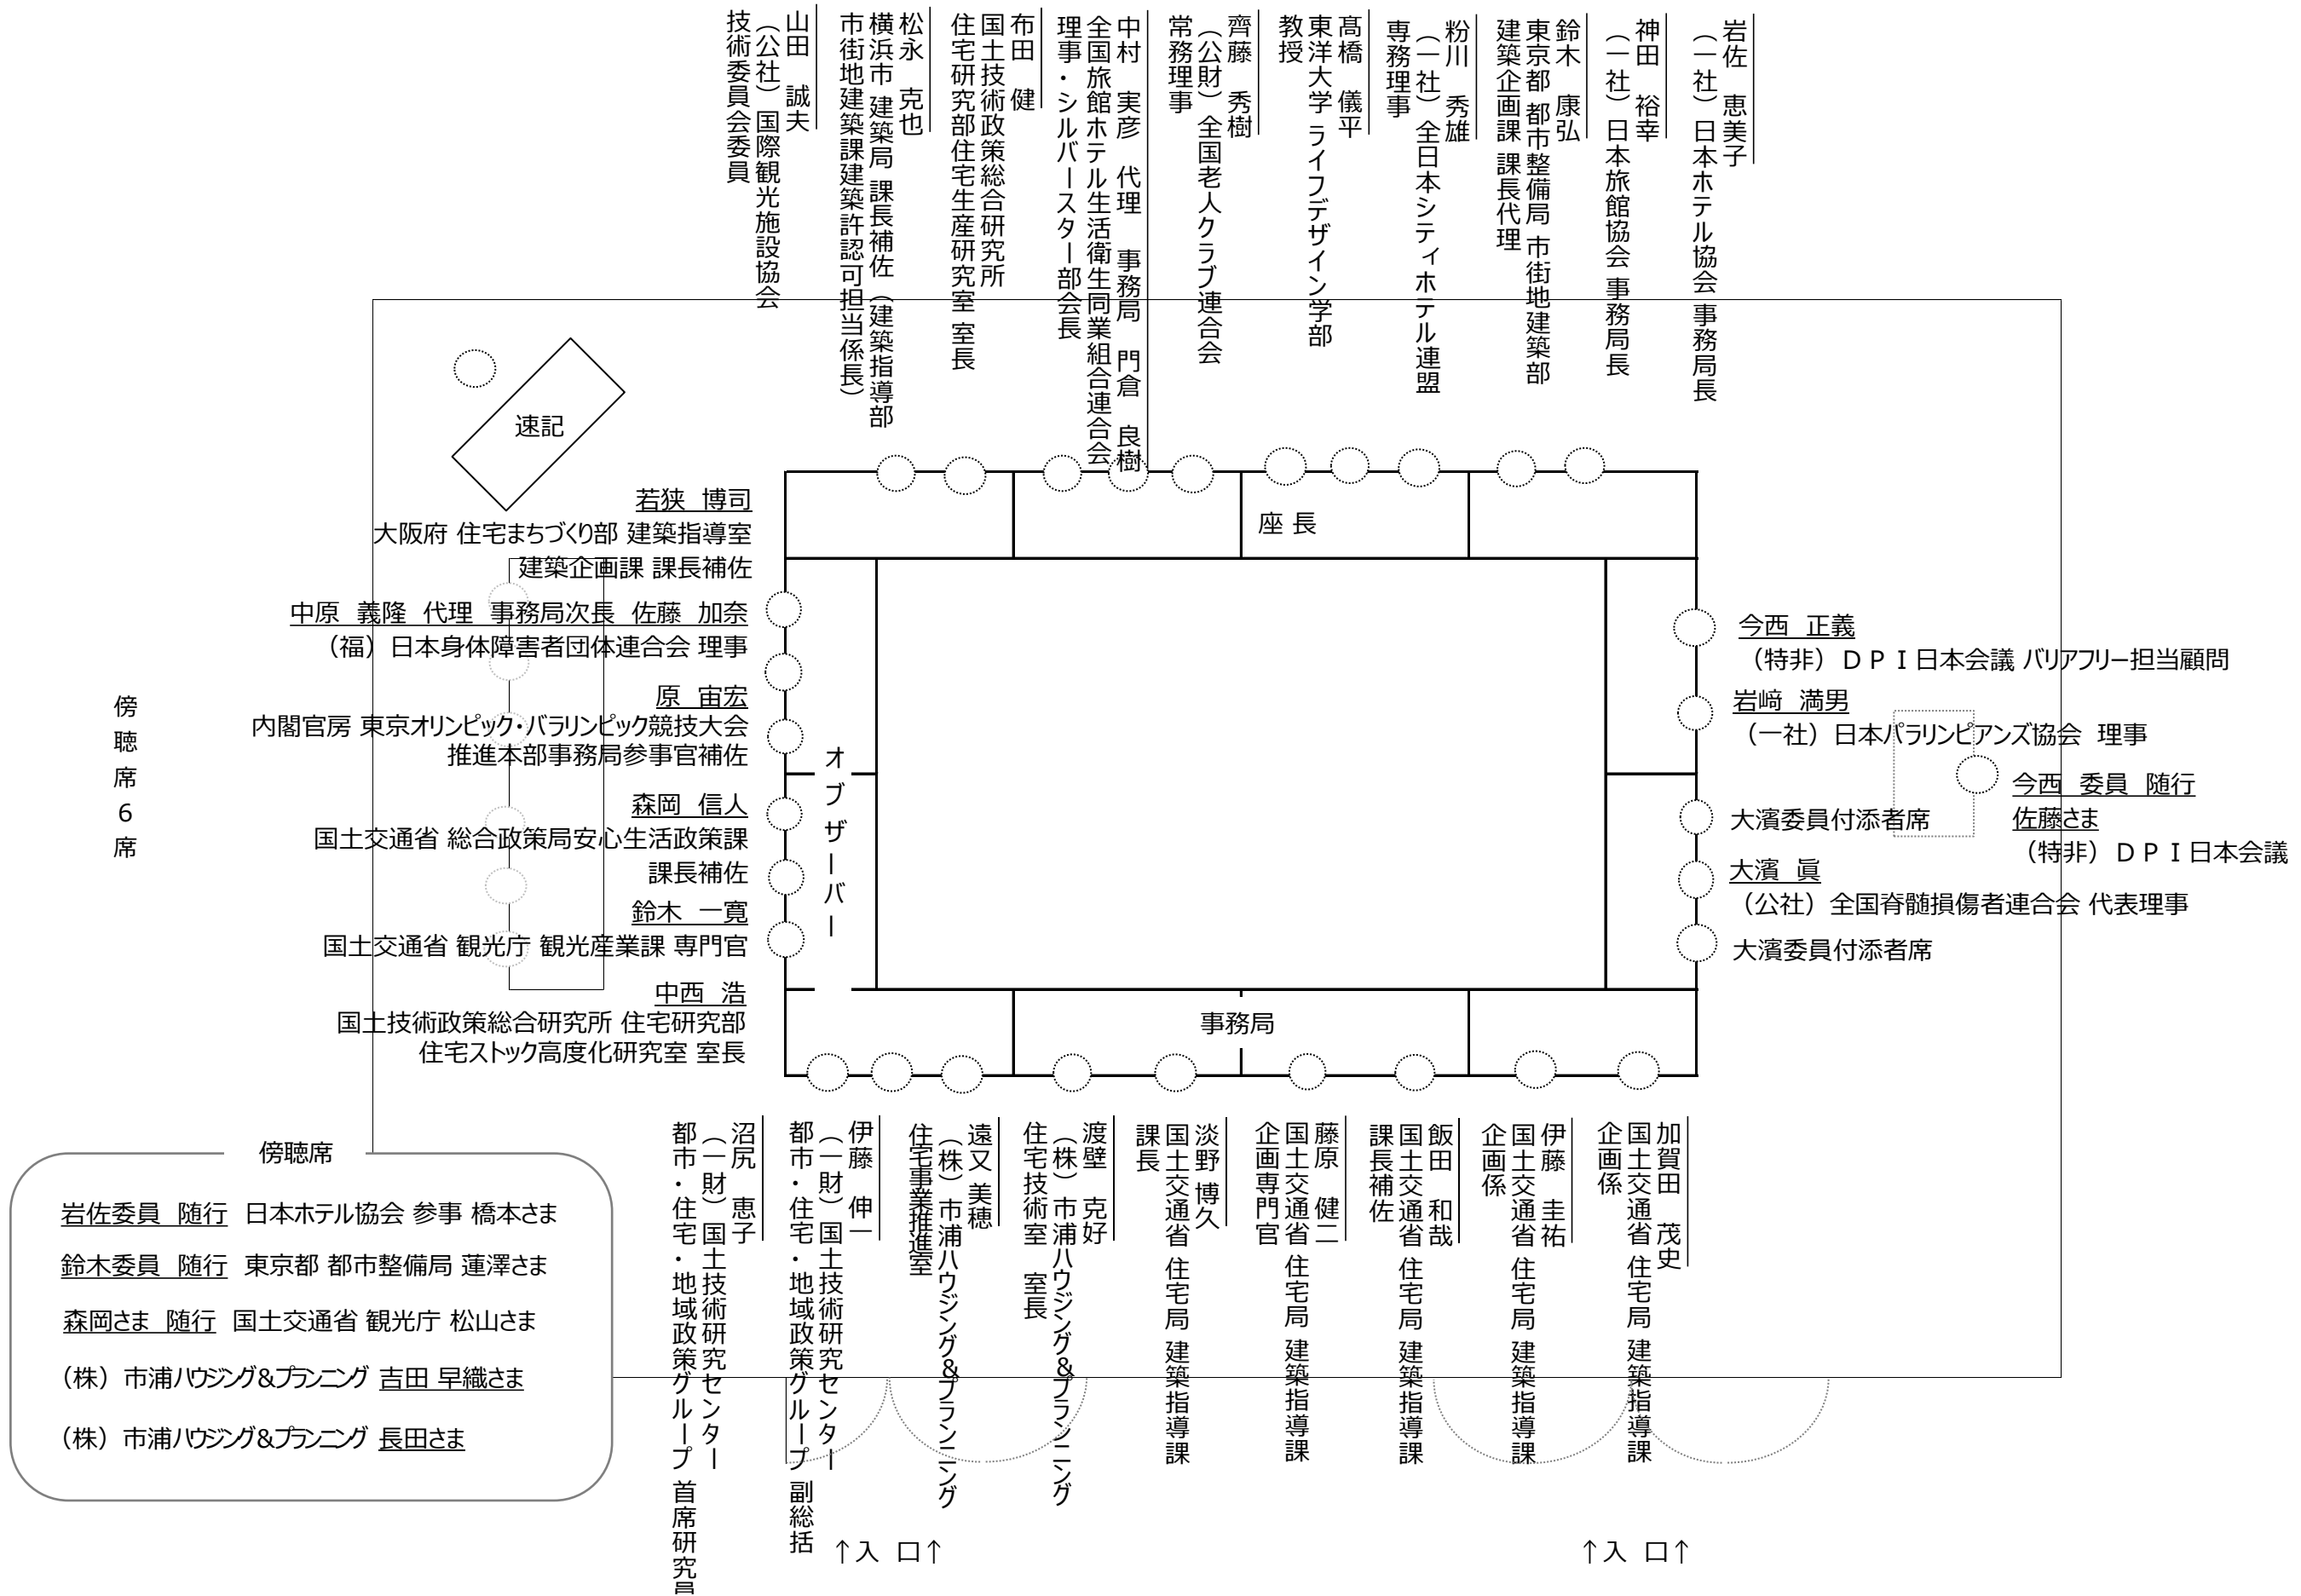 岩佐　恵美子
（一社）日本ホテル協会 事務局長
神田　裕幸
（一社）日本旅館協会 事務局長
鈴木　康弘
東京都 都市整備局 市街地建築部
建築企画課 課長代理
粉川　秀雄
（一社）全日本シティホテル連盟
専務理事
髙橋　儀平
東洋大学 ライフデザイン学部
教授
齊藤　秀樹
（公財）全国老人クラブ連合会
常務理事
中村　実彦　代理　事務局　門倉　良樹
全国旅館ホテル生活衛生同業組合連合会
理事・シルバースター部会長
布田　健
国土技術政策総合研究所
住宅研究部住宅生産研究室 室長
松永　克也
横浜市 建築局 課長補佐（建築指導部
市街地建築課建築許認可担当係長）
山田　誠夫
（公社）国際観光施設協会
技術委員会委員
速記
座 長
若狭　博司
大阪府 住宅まちづくり部 建築指導室
建築企画課 課長補佐
中原　義隆　代理　事務局次長　佐藤　加奈
（福）日本身体障害者団体連合会 理事
原　宙宏
内閣官房 東京オリンピック・パラリンピック競技大会
推進本部事務局参事官補佐
森岡　信人
国土交通省 総合政策局安心生活政策課
課長補佐
鈴木　一寛
国土交通省 観光庁 観光産業課 専門官
中西　浩
国土技術政策総合研究所 住宅研究部
住宅ストック高度化研究室 室長
オブザーバー
傍聴席６席
今西　正義
（特非）ＤＰＩ日本会議 バリアフリー担当顧問
岩﨑　満男
（一社）日本パラリンピアンズ協会　理事
今西　委員　随行
佐藤さま
（特非）ＤＰＩ日本会議
大濱委員付添者席
大濱　眞
（公社）全国脊髄損傷者連合会 代表理事
大濱委員付添者席
事務局
加賀田　茂史
国土交通省 住宅局 建築指導課
企画係
伊藤　圭祐
国土交通省 住宅局 建築指導課
企画係
飯田　和哉
国土交通省 住宅局 建築指導課
課長補佐
藤原　健二
国土交通省 住宅局 建築指導課
企画専門官
淡野 博久
国土交通省 住宅局 建築指導課
課長
渡壁　克好
（株）市浦ハウジング＆プランニング
住宅技術室　室長
遠又 美穂
（株）市浦ハウジング＆プランニング
住宅事業推進室
伊藤　伸一
（一財）国土技術研究センター
都市・住宅・地域政策グループ 副総括
沼尻　恵子
（一財）国土技術研究センター
都市・住宅・地域政策グループ 首席研究員
傍聴席
岩佐委員　随行　日本ホテル協会 参事 橋本さま
鈴木委員　随行　東京都 都市整備局 蓮澤さま
森岡さま　随行　国土交通省 観光庁 松山さま
（株）市浦ハウジング&プランニング 吉田 早織さま
（株）市浦ハウジング&プランニング 長田さま
↑入　口↑
↑入　口↑